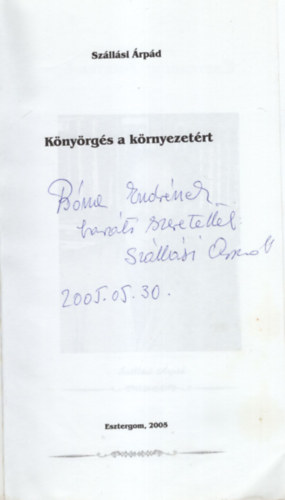 Szállási Árpád
Könyörgés a környezetért
Bóna Endrének
baráti szeretettel
Szállási Árpád
2005.05.30.
Esztergom, 2005